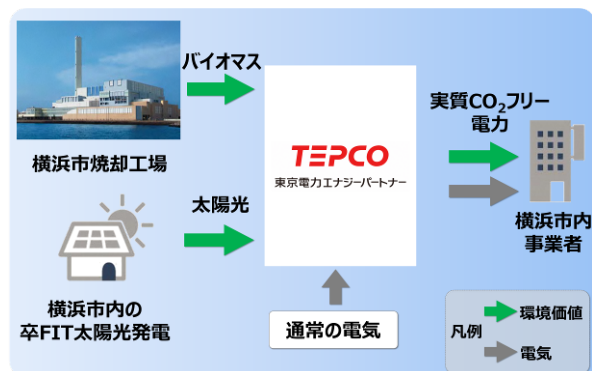 バイオマス
横浜市焼却工場
太陽光
横浜市内の
卒FIT太陽光発電
TEPCO
東京電力エナジーパートナー
通常の電気
実質CO₂フリー
電力
横浜市内
事業者
凡例
環境価値
電気